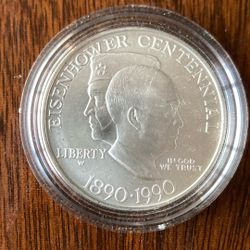 EISENHOWER CENTENNIAL
LIBERTY
W
IN GOD
WE TRUST
1890-1990